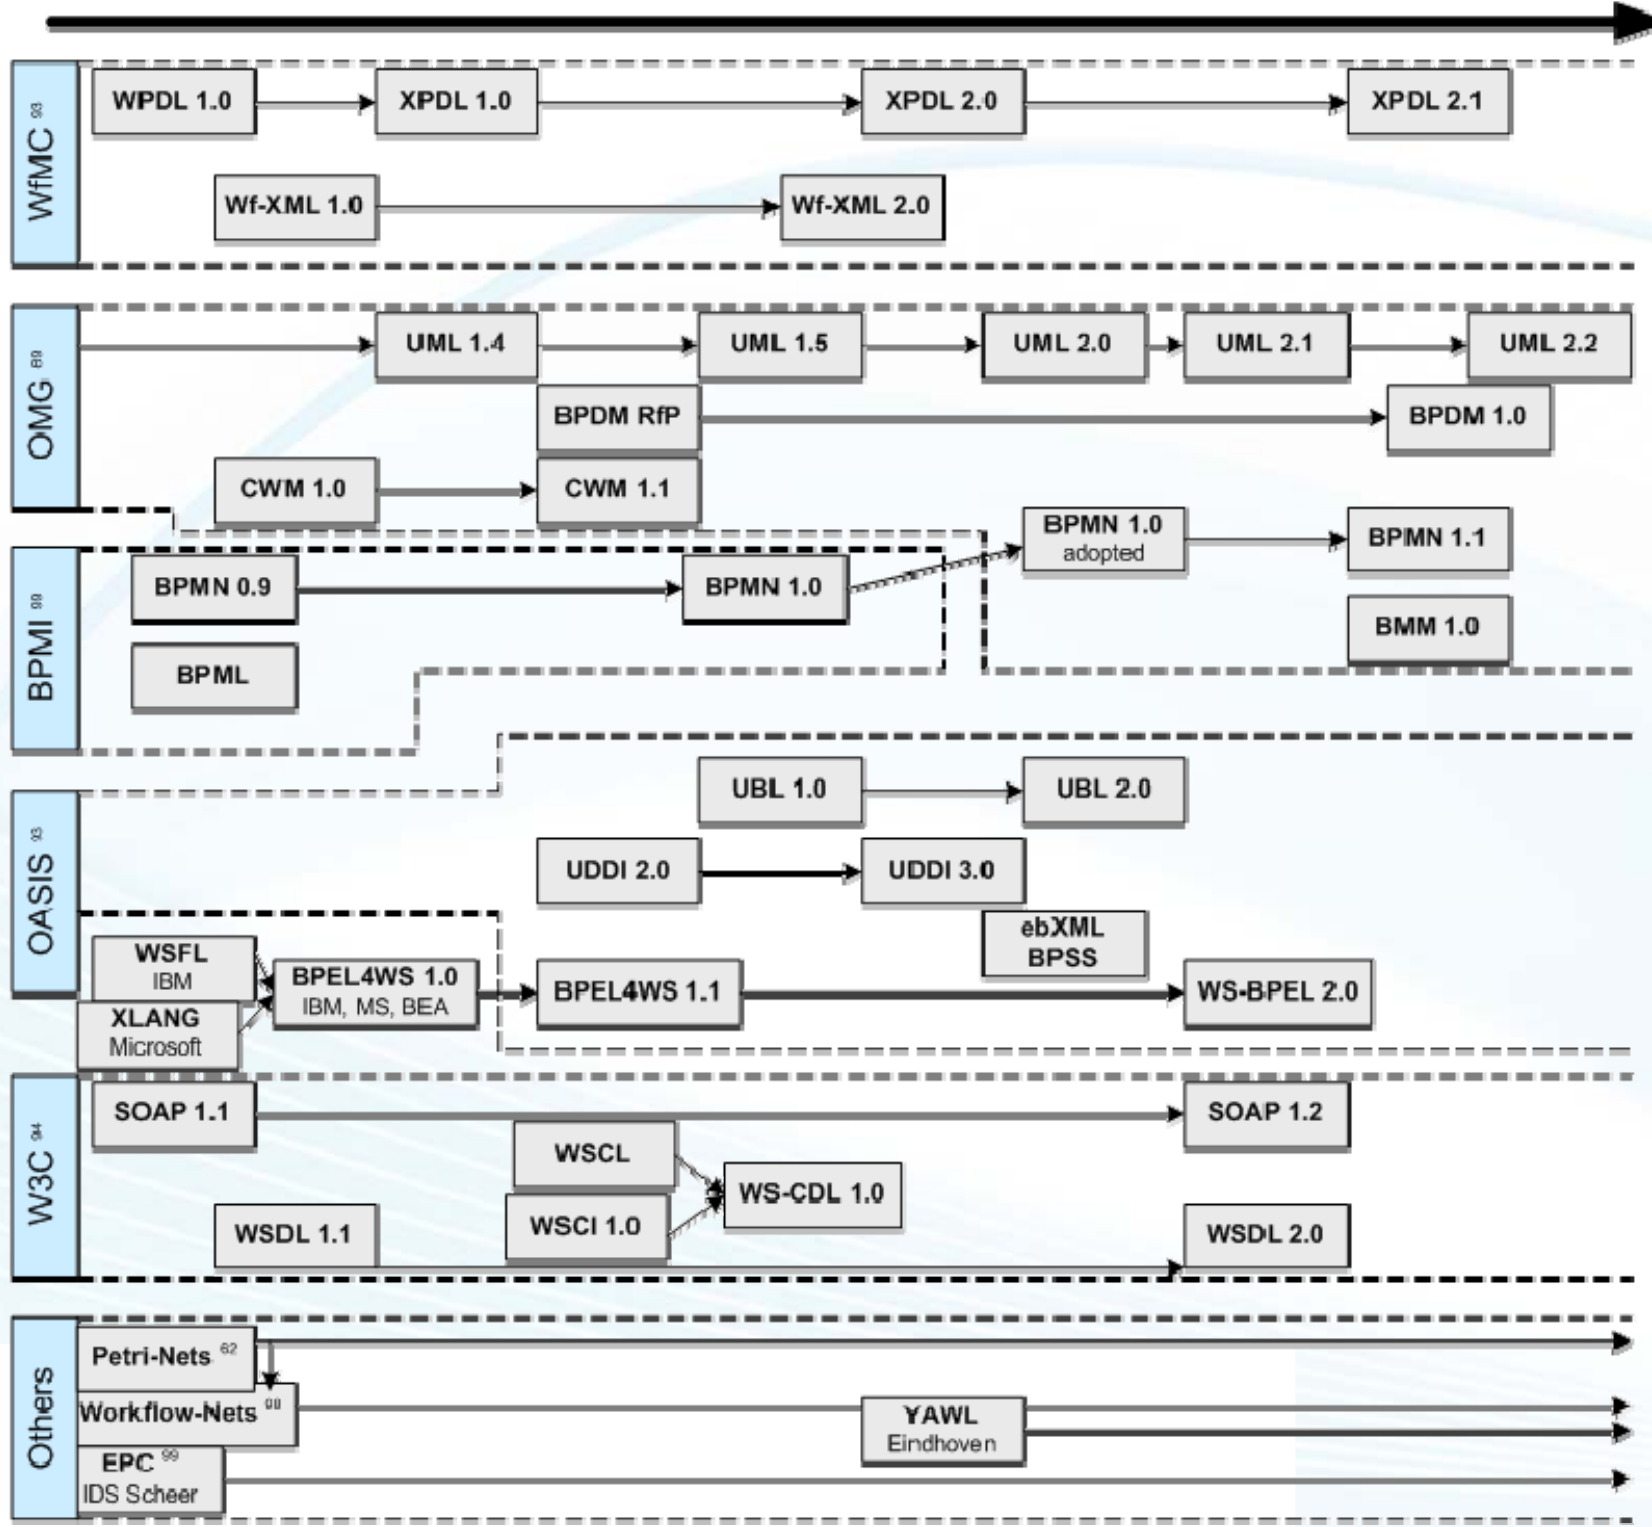 WfMC 93
WPDL 1.0
XPDL 1.0
XPDL 2.0
XPDL 2.1
Wf-XML 1.0
Wf-XML 2.0
OMG 89
UML 1.4
UML 1.5
UML 2.0
UML 2.1
UML 2.2
BPDM RfP
BPDM 1.0
CWM 1.0
CWM 1.1
BPMN 1.0
adopted
BPMN 1.1
BMM 1.0
BPMI 99
BPMN 0.9
BPMN 1.0
BPML
OASIS 93
UBL 1.0
UBL 2.0
UDDI 2.0
UDDI 3.0
ebXML
BPSS
WSFL
IBM
XLANG
Microsoft
BPEL4WS 1.0
IBM, MS, BEA
BPEL4WS 1.1
WS-BPEL 2.0
W3C 94
SOAP 1.1
SOAP 1.2
WSCL
WSCI 1.0
WS-CDL 1.0
WSDL 1.1
WSDL 2.0
Others
Petri-Nets 62
Workflow-Nets
YAWL
Eindhoven
EPC 99
IDS Scheer